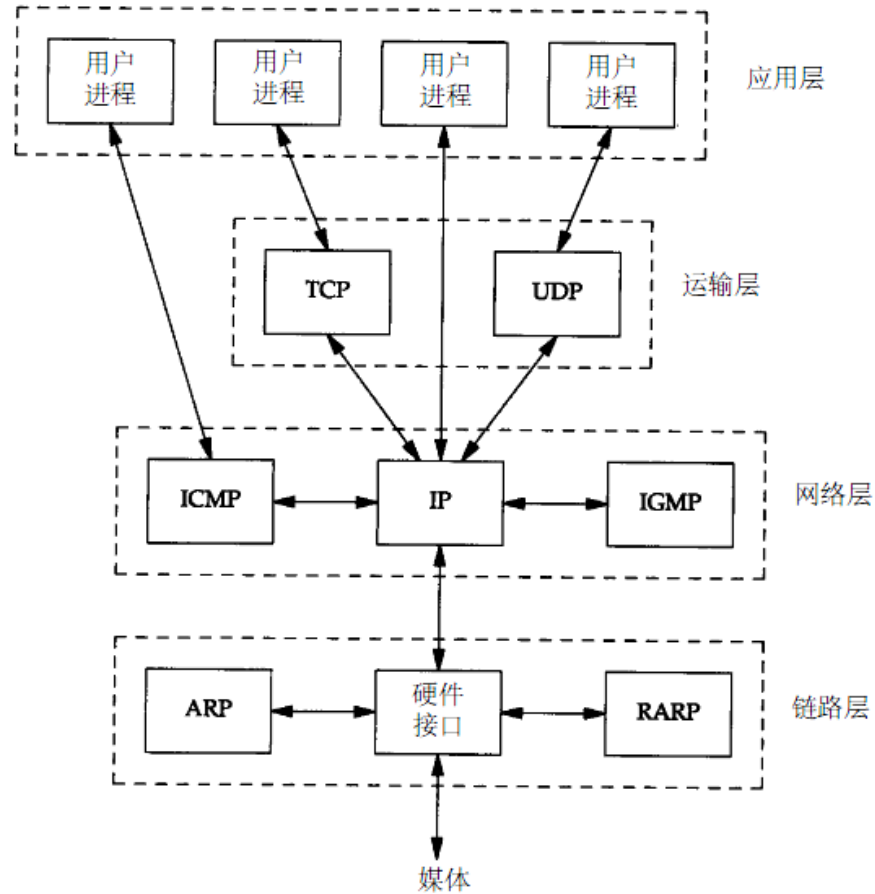 用户
进程
用户
进程
用户
进程
用户
进程
应用层
TCP
UDP
运输层
ICMP
IP
IGMP
网络层
ARP
硬件
接口
RARP
链路层
媒体